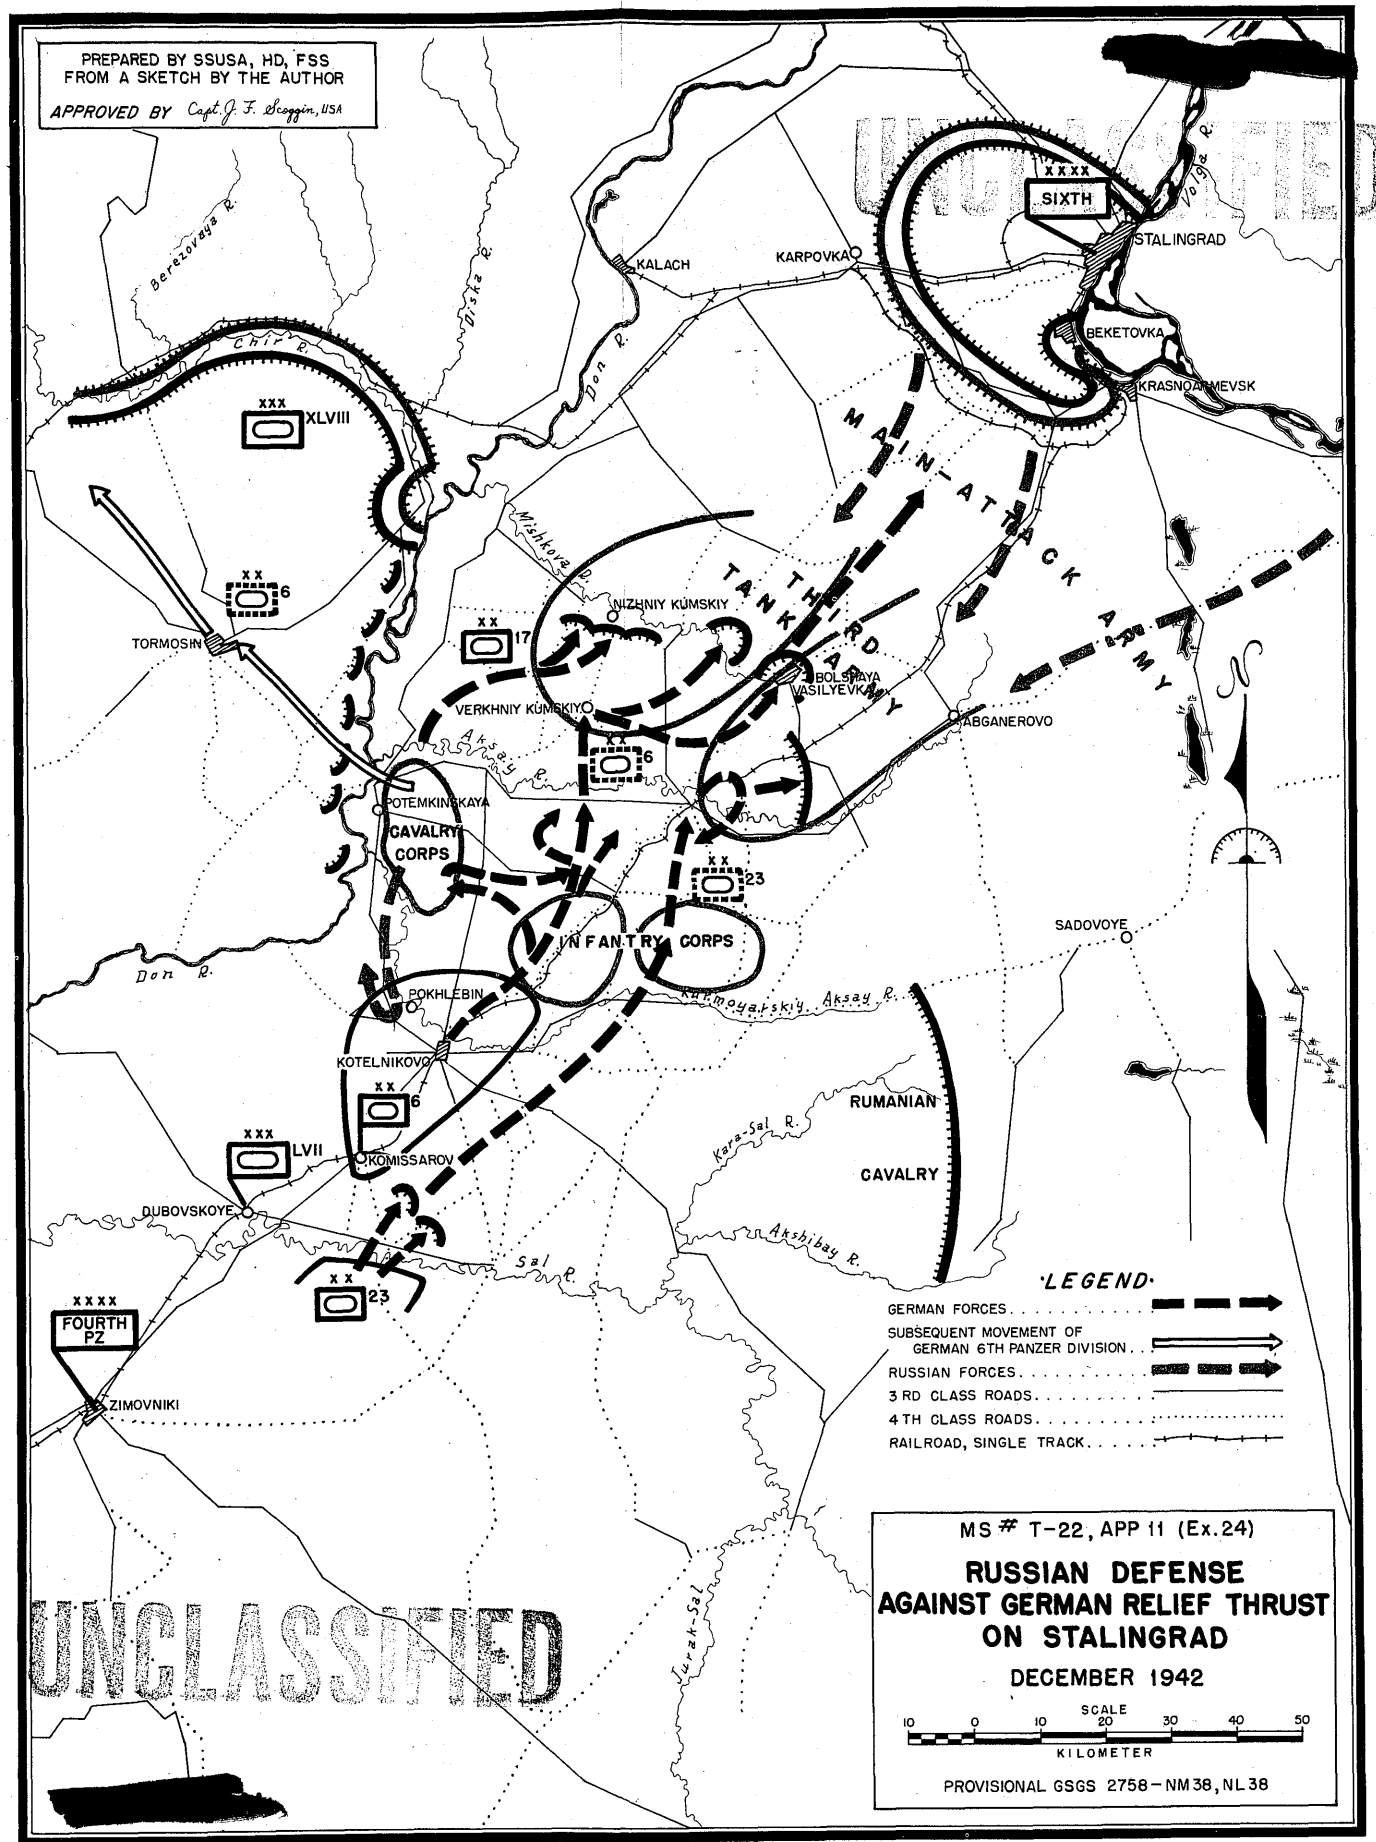 PREPARED BY SSUSA, HD, FSS
FROM A SKETCH BY THE AUTHOR
APPROVED BY Capt. J. F. Scoggin, USA
UNCLASSIFIED
XXXX
SIXTH
Volga R.
STALINGRAD
KARPOVKA
KALACH
BEKETOVKA
KRASNOARMEVSK
Berezovaya R.
Diska R.
Chir R.
Don R.
XXX
XLVIII
MAIN-ATTACK ARMY
THIRD
TANK ARMY
Mishkova R.
XX
6
TORMOSIN
XX
17
NIZHNIY KUMSKIY
BOLSHAYA
VASILYEVKA
VERKHNIY KUMSKIY
ABGANEROVO
Aksay R.
XX
6
N
POTEMKINSKAYA
CAVALRY
CORPS
XX
23
INFANTRY CORPS
SADOVOYE
Don R.
POKHLEBIN
Kurmoyarskiy Aksay R.
KOTELNIKOVO
XX
6
RUMANIAN
CAVALRY
Kara-Sal R.
XXX
LVII
KOMISSAROV
DUBOVSKOYE
Akshibay R.
Sal R.
XX
23
XXXX
FOURTH
PZ
ZIMOVNIKI
·LEGEND·
GERMAN FORCES. . . . . . . . . . . .
SUBSEQUENT MOVEMENT OF
GERMAN 6TH PANZER DIVISION. . .
RUSSIAN FORCES. . . . . . . . . . .
3 RD CLASS ROADS. . . . . . . . . .
4 TH CLASS ROADS. . . . . . . . . .
RAILROAD, SINGLE TRACK. . . . . .
Jurak-Sal
UNCLASSIFIED
MS # T-22, APP 11 (Ex.24)
RUSSIAN DEFENSE
AGAINST GERMAN RELIEF THRUST
ON STALINGRAD
DECEMBER 1942
SCALE
10 0 10 20 30 40 50
KILOMETER
PROVISIONAL GSGS 2758-NM38, NL38